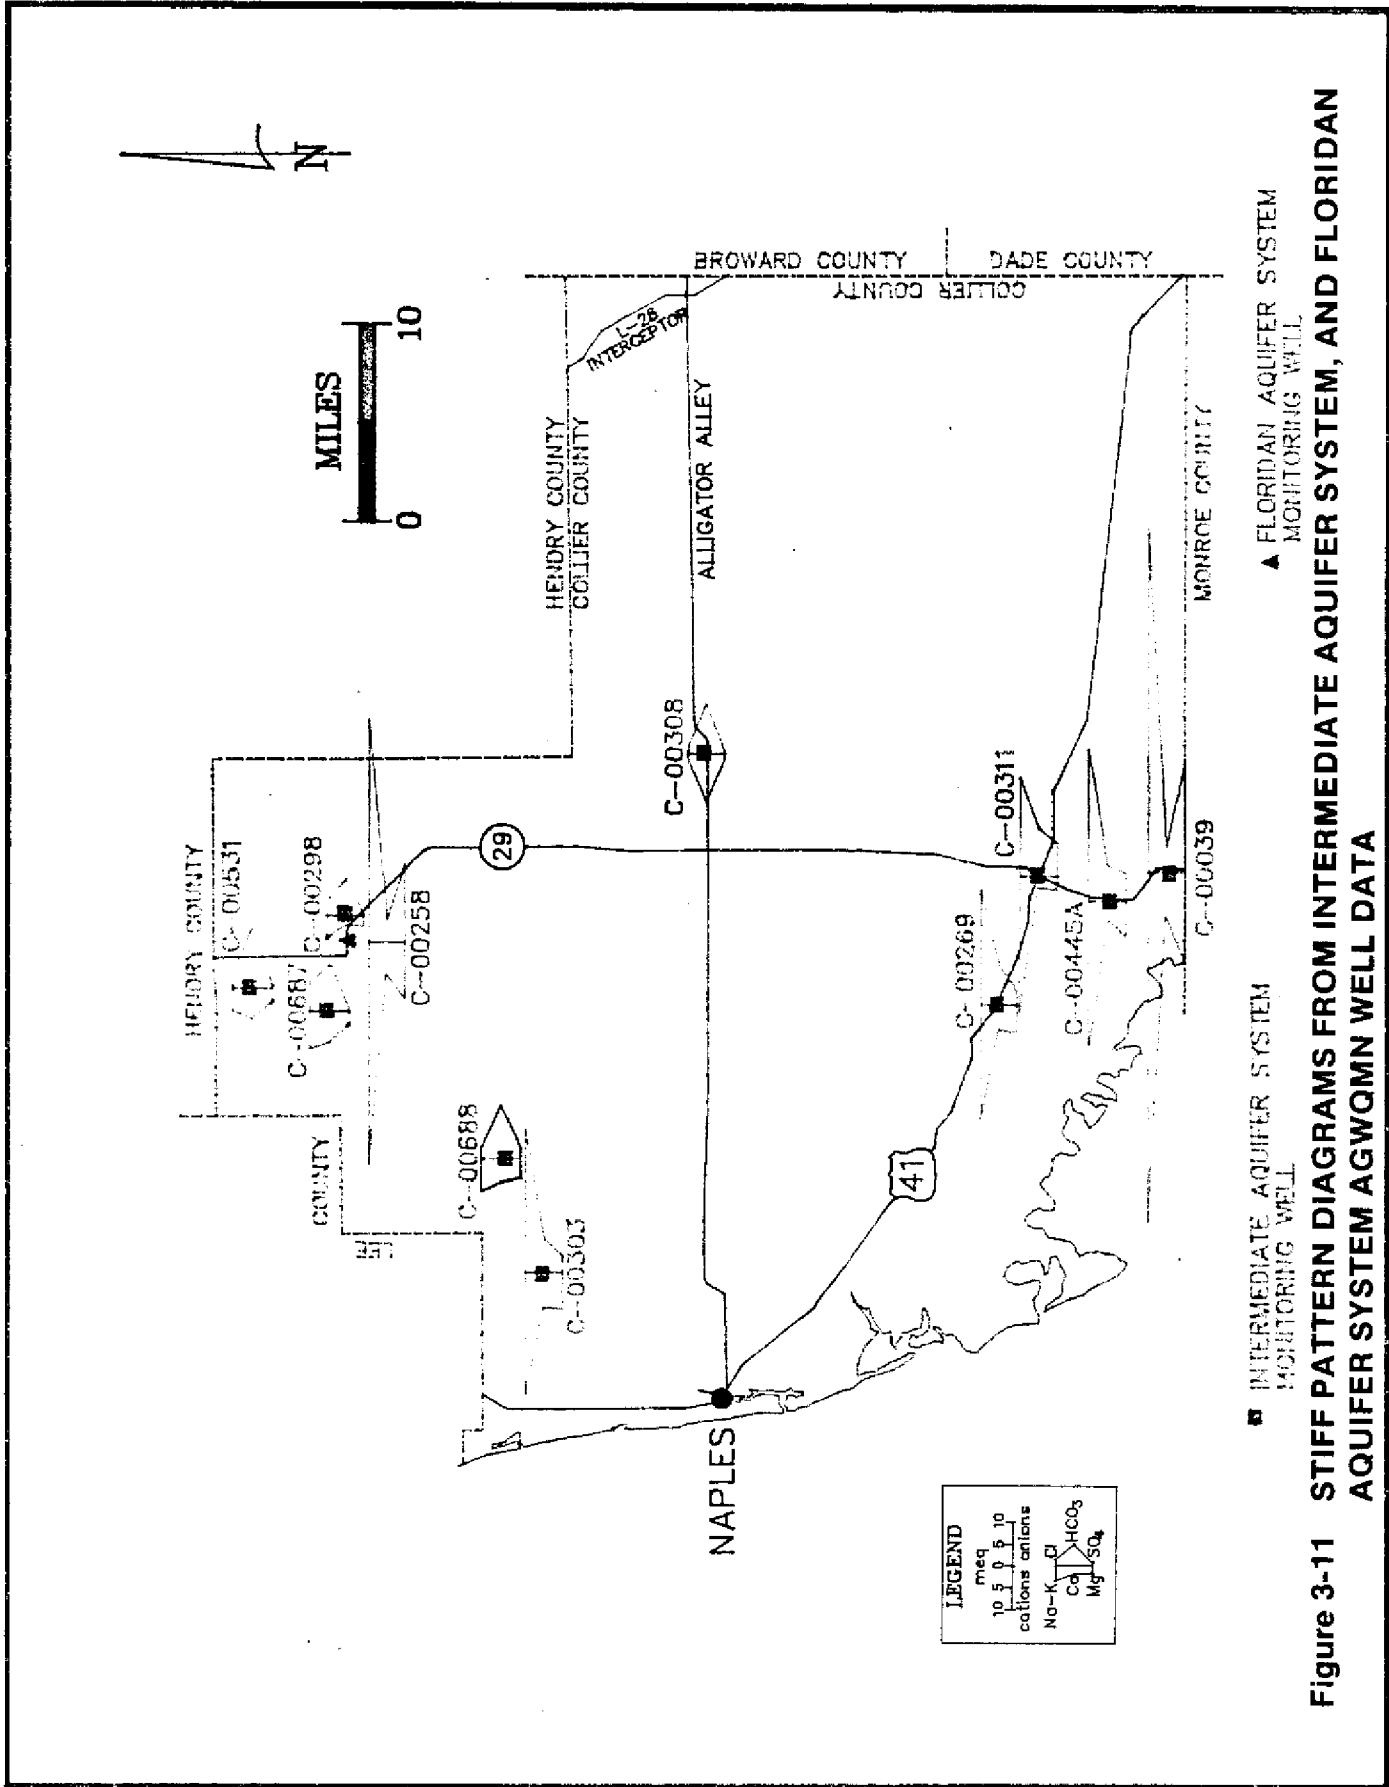 N
MILES
0 10
HENDRY COUNTY
C-00531
C-00298
C-00687
C-00258
29
COUNTY
LEE
C-00688
C-00303
HENDRY COUNTY
COLLIER COUNTY
L-28
INTERCEPTOR
BROWARD COUNTY
DADE COUNTY
COLLIER COUNTY
ALLIGATOR ALLEY
C-00308
NAPLES
41
C-00311
C-00269
C-00445A
C-00039
MONROE COUNTY
LEGEND
meq
10 5 0 5 10
cations anions
Na-K Cl
Ca HCO₃
Mg SO₄
INTERMEDIATE AQUIFER SYSTEM
MONITORING WELL
FLORIDAN AQUIFER SYSTEM
MONITORING WELL
Figure 3-11 STIFF PATTERN DIAGRAMS FROM INTERMEDIATE AQUIFER SYSTEM, AND FLORIDAN
AQUIFER SYSTEM AGWQMN WELL DATA